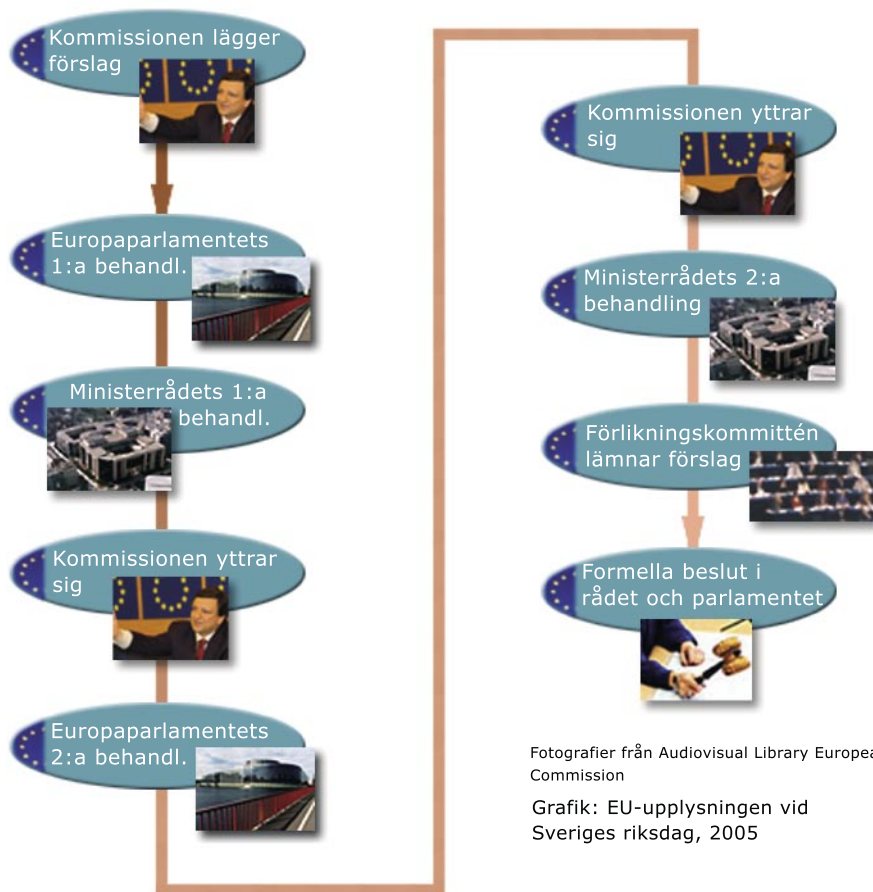 Kommissionen lägger
förslag
Europaparlamentets
1:a behandl.
Ministerrådets 1:a
behandl.
Kommissionen yttrar
sig
Europaparlamentets
2:a behandl.
Kommissionen yttrar
sig
Ministerrådets 2:a
behandling
Förlikningskommittén
lämnar förslag
Formella beslut i
rådet och parlamentet
Fotografier från Audiovisual Library
Commission
Grafik: EU-upplysningen vid
Sveriges riksdag, 2005